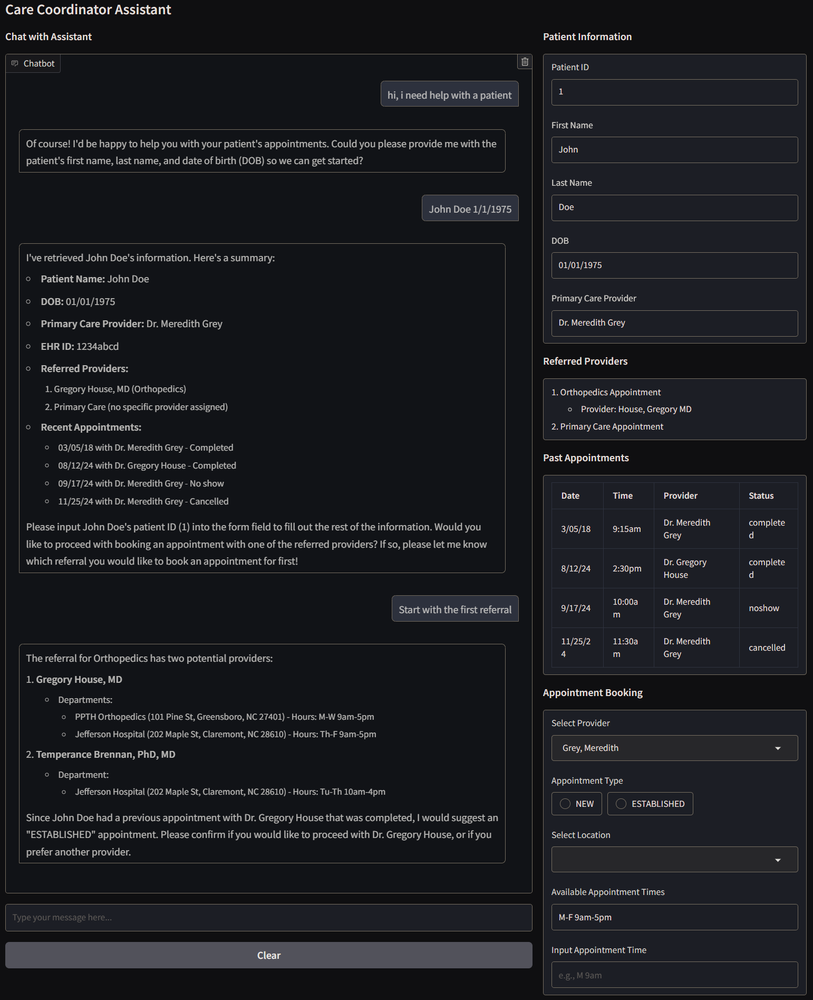 Care Coordinator Assistant
Chat with Assistant
Chatbot
hi, i need help with a patient
Of course! I'd be happy to help you with your patient's appointments. Could you please provide me with the
patient's first name, last name, and date of birth (DOB) so we can get started?
John Doe 1/1/1975
I've retrieved John Doe's information. Here's a summary:
Patient Name: John Doe
DOB: 01/01/1975
Primary Care Provider: Dr. Meredith Grey
EHR ID: 1234abcd
Referred Providers:
1. Gregory House, MD (Orthopedics)
2. Primary Care (no specific provider assigned)
Recent Appointments:
03/05/18 with Dr. Meredith Grey - Completed
08/12/24 with Dr. Gregory House - Completed
09/17/24 with Dr. Meredith Grey - No show
11/25/24 with Dr. Meredith Grey - Cancelled
Please input John Doe's patient ID (1) into the form field to fill out the rest of the information. Would you
like to proceed with booking an appointment with one of the referred providers? If so, please let me know
which referral you would like to book an appointment for first!
Start with the first referral
The referral for Orthopedics has two potential providers:
1. Gregory House, MD
Departments:
PPTH Orthopedics (101 Pine St, Greensboro, NC 27401) - Hours: M-W 9am-5pm
Jefferson Hospital (202 Maple St, Claremont, NC 28610) - Hours: Th-F 9am-5pm
2. Temperance Brennan, PhD, MD
Department:
Jefferson Hospital (202 Maple St, Claremont, NC 28610) - Hours: Tu-Th 10am-4pm
Since John Doe had a previous appointment with Dr. Gregory House that was completed, I would suggest an
"ESTABLISHED" appointment. Please confirm if you would like to proceed with Dr. Gregory House, or if you
prefer another provider.
Type your message here...
Clear
Patient Information
Patient ID
1
First Name
John
Last Name
Doe
DOB
01/01/1975
Primary Care Provider
Dr. Meredith Grey
Referred Providers
1. Orthopedics Appointment
Provider: House, Gregory MD
2. Primary Care Appointment
Past Appointments
Date Time Provider Status
3/05/18 9:15am Dr. Meredith complete
Grey d
8/12/24 2:30pm Dr. Gregory complete
House d
9/17/24 10:00a Dr. Meredith noshow
m Grey
11/25/2 11:30a Dr. Meredith cancelled
4 m Grey
Appointment Booking
Select Provider
Grey, Meredith
Appointment Type
NEW ESTABLISHED
Select Location
Available Appointment Times
M-F 9am-5pm
Input Appointment Time
e.g., M 9am